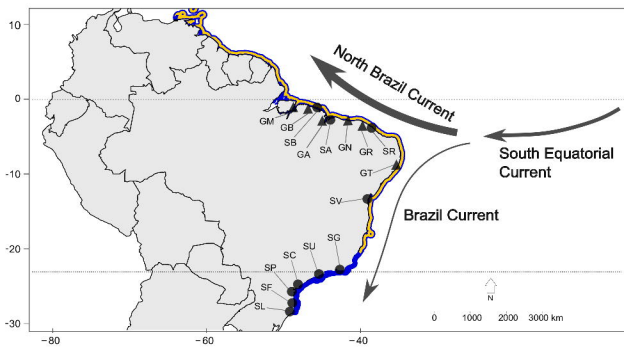 10
0
−10
−20
−30
−80
−60
−40
−20
North Brazil Current
South Equatorial
Current
Brazil Current
GM
GB
SB
GA
SA
GN
GR
SR
GT
SV
SG
SU
SC
SP
SF
SL
N
0 1000 2000 3000 km